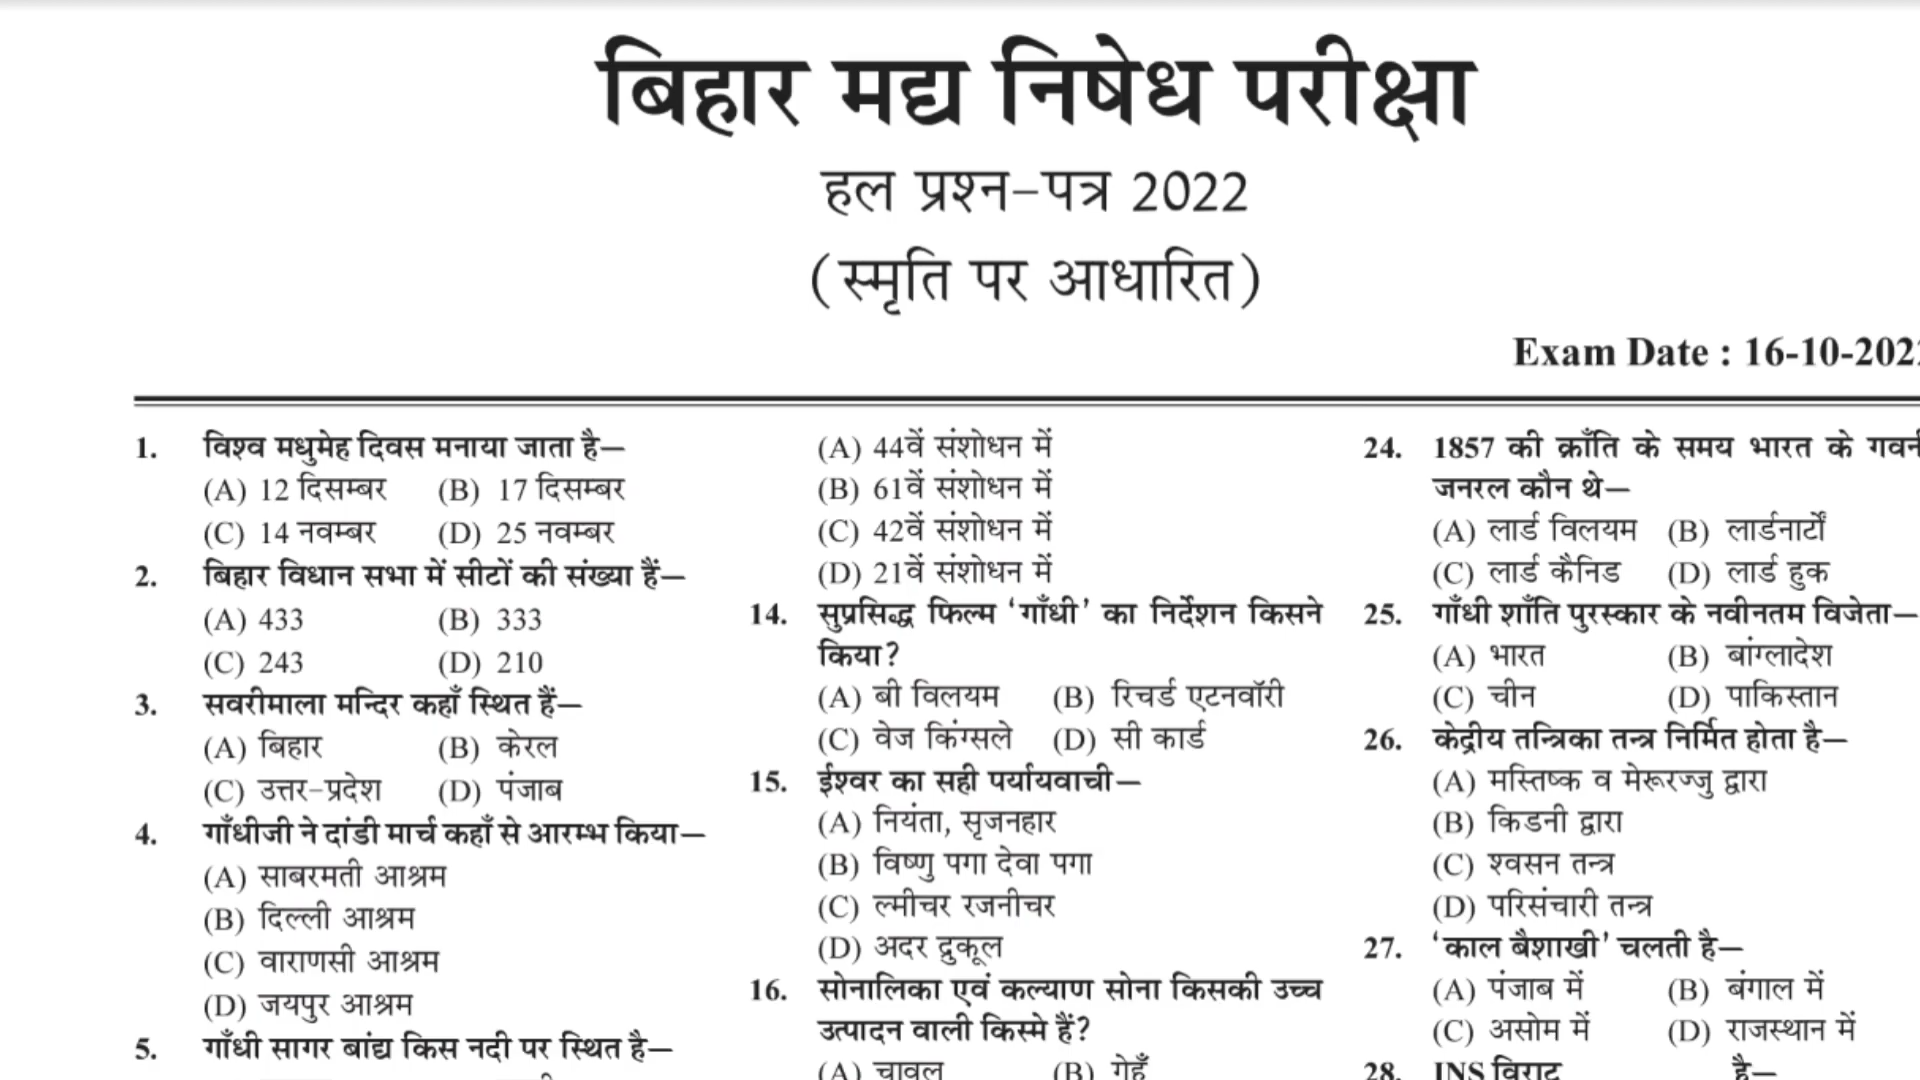 बिहार मद्य निषेध परीक्षा
हल प्रश्न-पत्र 2022
(स्मृति पर आधारित)
Exam Date : 16-10-202
1. विश्व मधुमेह दिवस मनाया जाता है—
(A) 12 दिसम्बर (B) 17 दिसम्बर
(C) 14 नवम्बर (D) 25 नवम्बर
2. बिहार विधान सभा में सीटों की संख्या हैं—
(A) 433 (B) 333
(C) 243 (D) 210
3. सवरीमाला मन्दिर कहाँ स्थित हैं—
(A) बिहार (B) केरल
(C) उत्तर-प्रदेश (D) पंजाब
4. गाँधीजी ने दांडी मार्च कहाँ से आरम्भ किया—
(A) साबरमती आश्रम
(B) दिल्ली आश्रम
(C) वाराणसी आश्रम
(D) जयपुर आश्रम
5. गाँधी सागर बांद्य किस नदी पर स्थित है—
(A) 44वें संशोधन में
(B) 61वें संशोधन में
(C) 42वें संशोधन में
(D) 21वें संशोधन में
14. सुप्रसिद्ध फिल्म ‘गाँधी’ का निर्देशन किसने
किया?
(A) बी विलयम (B) रिचर्ड एटनवॉरी
(C) वेज किंग्सले (D) सी कार्ड
15. ईश्वर का सही पर्यायवाची—
(A) नियंता, सृजनहार
(B) विष्णु पगा देवा पगा
(C) ल्मीचर रजनीचर
(D) अदर द्रुकूल
16. सोनालिका एवं कल्याण सोना किसकी उच्च
उत्पादन वाली किस्मे हैं?
(A) चावल (B) गेहूँ
24. 1857 की क्राँति के समय भारत के
जनरल कौन थे—
(A) लार्ड विलयम (B) लार्डनार्टो
(C) लार्ड कैनिड (D) लार्ड हुक
25. गाँधी शाँति पुरस्कार के नवीनतम विजेता—
(A) भारत (B) बांग्लादेश
(C) चीन (D) पाकिस्तान
26. केद्रीय तन्त्रिका तन्त्र निर्मित होता है—
(A) मस्तिष्क व मेरूरज्जु द्वारा
(B) किडनी द्वारा
(C) श्वसन तन्त्र
(D) परिसंचारी तन्त्र
27. ‘काल बैशाखी’ चलती है—
(A) पंजाब में (B) बंगाल में
(C) असोम में (D) राजस्थान में
28. INS विराट है—